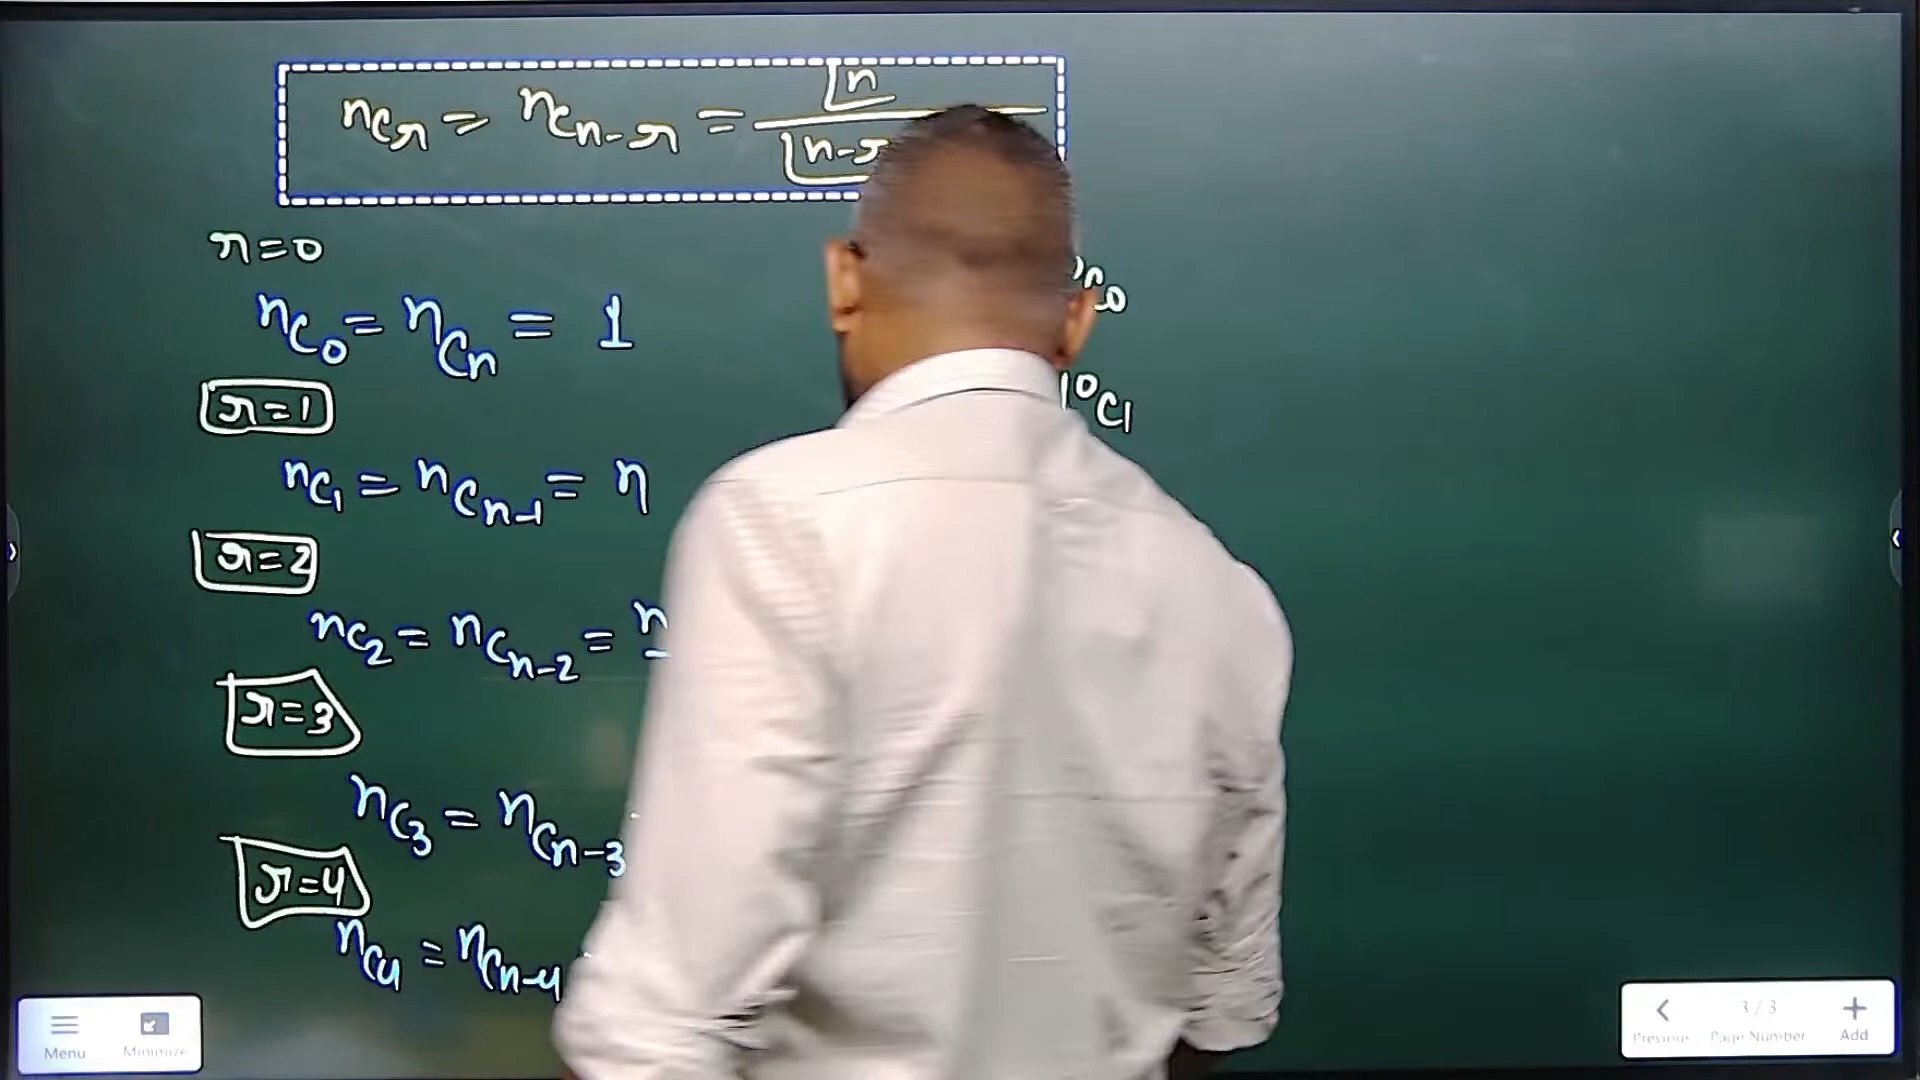 nCr = nCn-r = ⌊n / ⌊n-r
r=0
nC0 = nCn = 1
r=1
nC1 = nCn-1 = n
10C1
r=2
nC2 = nCn-2 = n
r=3
nC3 = nCn-3
r=4
nC4 = nCn-4
Menu Minimize
Previous 3/3 Page Number Add